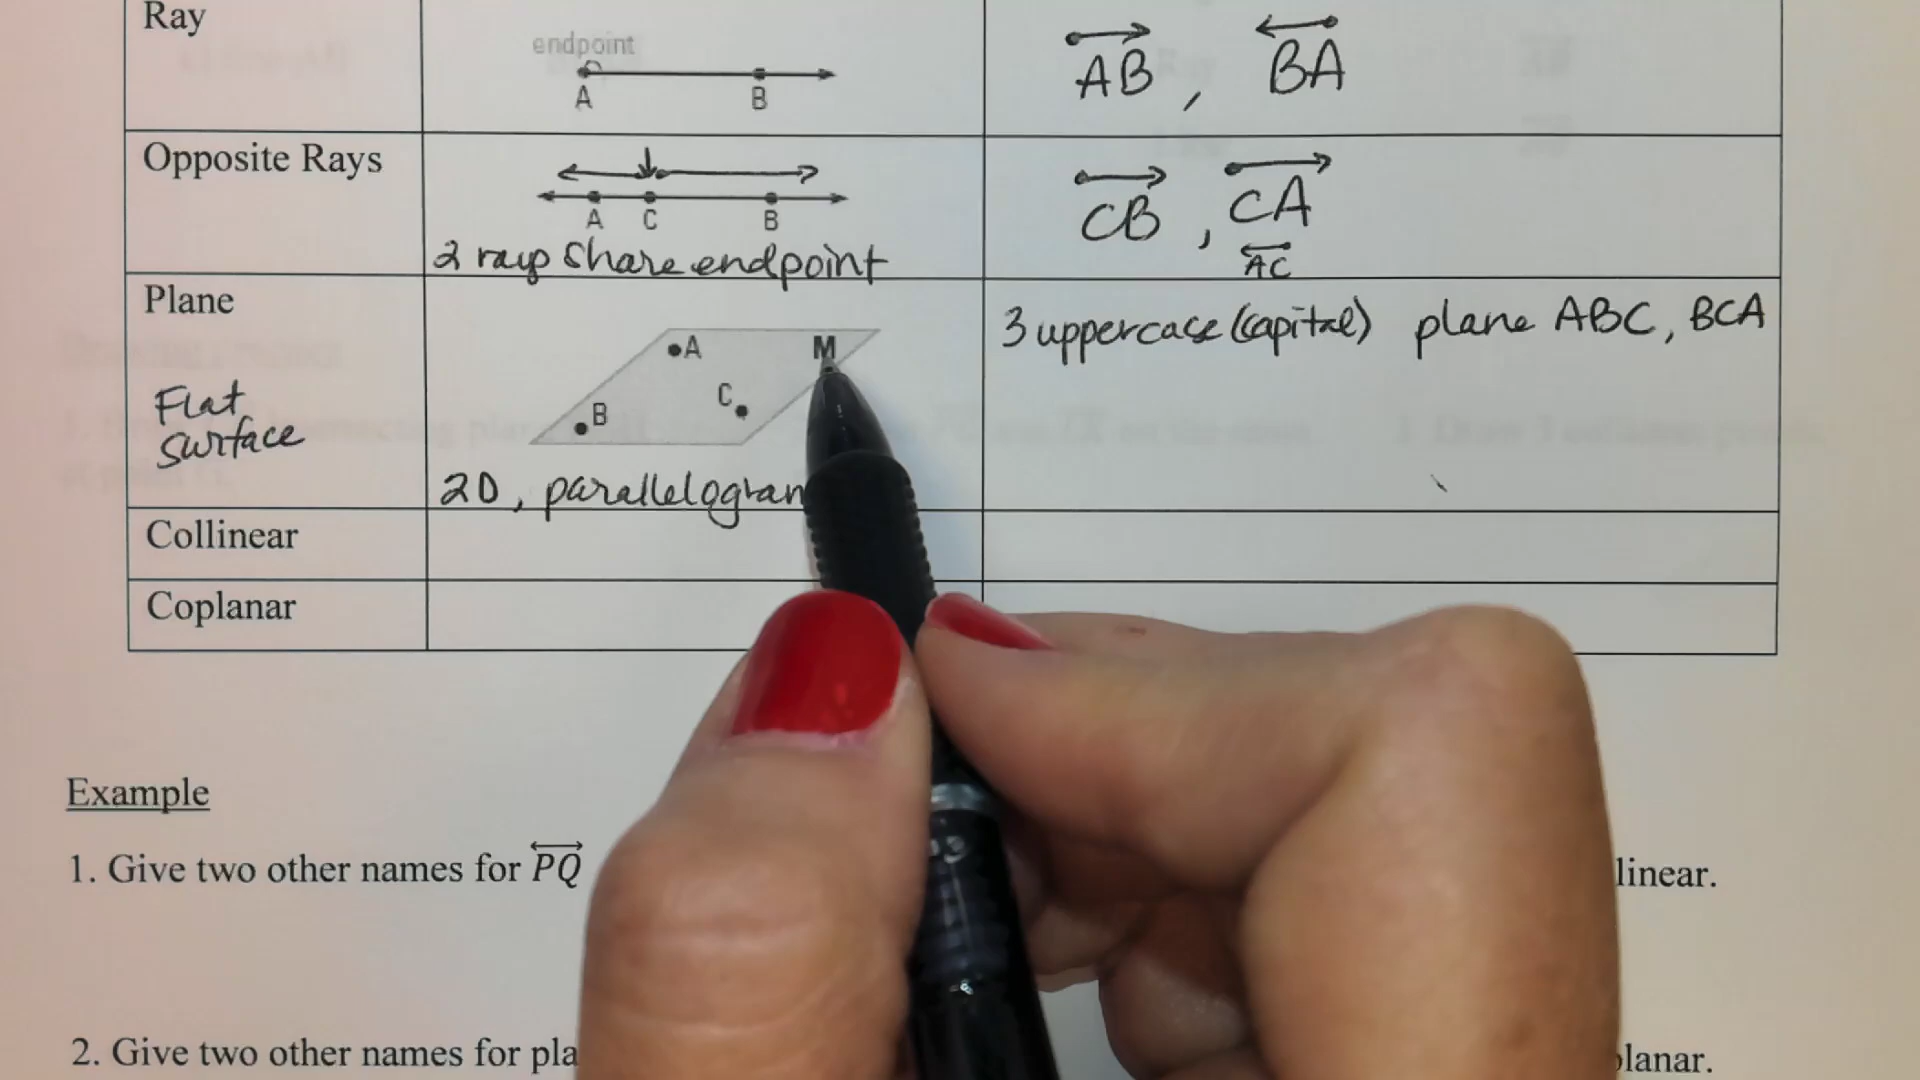 Ray
endpoint
A B
AB, BA
Opposite Rays
A C B
2 rays share endpoint
CB, CA
AC
Plane
Flat
surface
A M
C
B
2D, parallelogram
3 uppercase (capital) plane ABC, BCA
Collinear
Coplanar
Example
1. Give two other names for PQ
linear.
2. Give two other names for pla
planar.